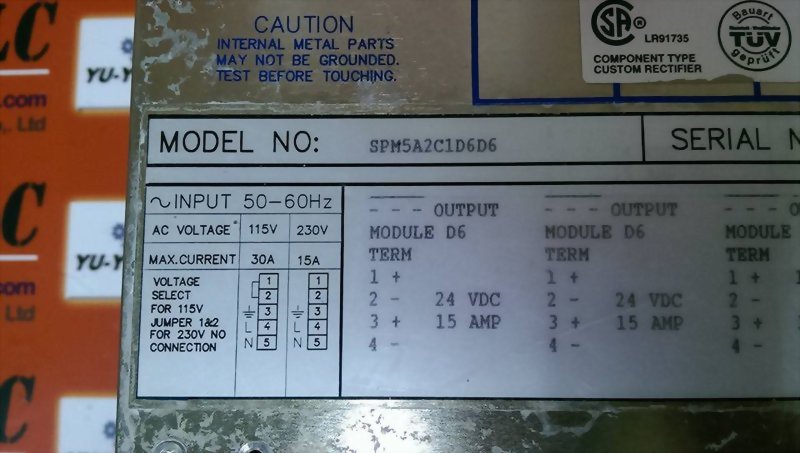 CAUTION
INTERNAL METAL PARTS
MAY NOT BE GROUNDED.
TEST BEFORE TOUCHING.
LR91735
COMPONENT TYPE
CUSTOM RECTIFIER
Bauart
TÜV
geprüft
LC
YU-Y
.com
,. Ltd
MODEL NO: SPM5A2C1D6D6
SERIAL N
∿INPUT 50-60Hz
AC VOLTAGE 115V 230V
MAX.CURRENT 30A 15A
VOLTAGE
SELECT
FOR 115V
JUMPER 1&2
FOR 230V NO
CONNECTION
1
2
3
L 4
N 5
1
2
3
L 4
N 5
- - - OUTPUT
MODULE D6
TERM
1 +
2 - 24 VDC
3 + 15 AMP
4 -
- - - OUTPUT
MODULE D6
TERM
1 +
2 - 24 VDC
3 + 15 AMP
4 -
- - -
MODULE
TERM
1 +
2 -
3 +
4 -
C
YU-Y
com
Ltd
C